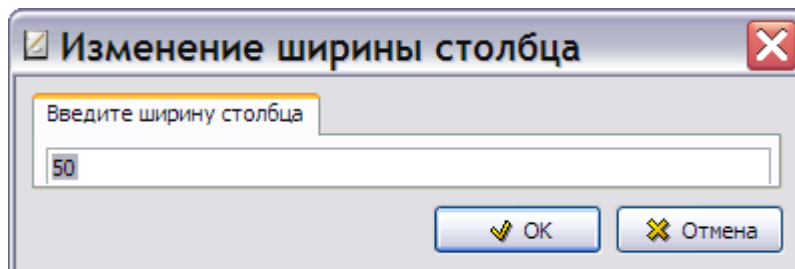 Изменение ширины столбца
Введите ширину столбца
50
OK
Отмена